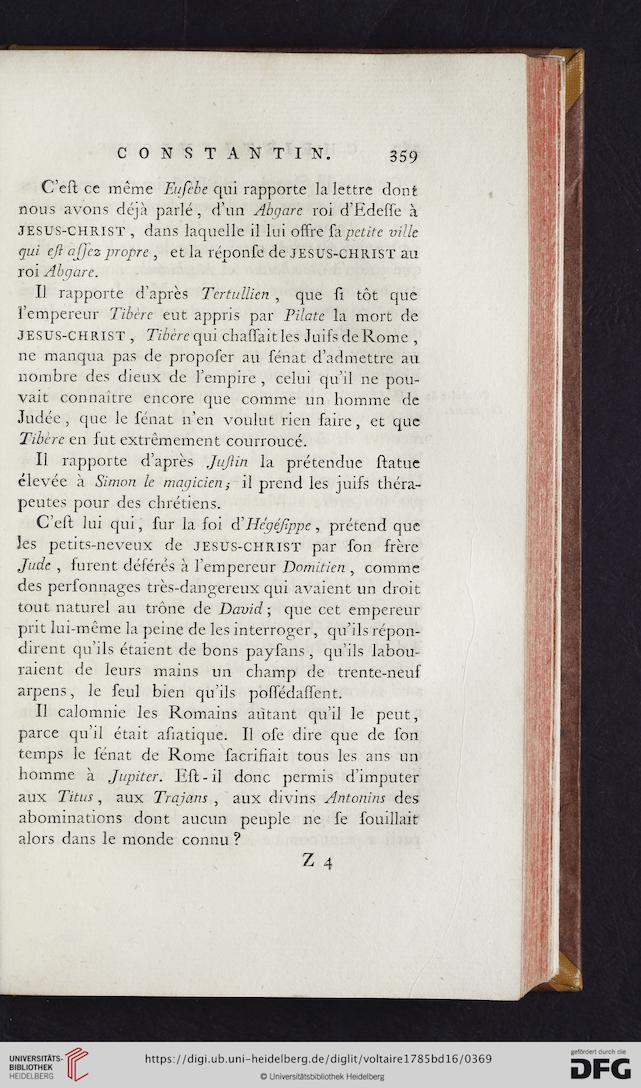 CONSTANTIN. 359
C'eſt ce même Euſèbe qui rapporte la lettre dont
nous avons déjà parlé, d'un Abgare roi d'Edeſſe à
JESUS-CHRIST, dans laquelle il lui offre ſa petite ville
qui eſt aſſez propre, et la réponſe de JESUS-CHRIST au
roi Abgare.
Il rapporte d'après Tertullien, que ſi tôt que
l'empereur Tibère eut appris par Pilate la mort de
JESUS-CHRIST, Tibère qui chaſſait les Juifs de Rome,
ne manqua pas de propoſer au ſénat d'admettre au
nombre des dieux de l'empire, celui qu'il ne pou-
vait connaître encore que comme un homme de
Judée, que le ſénat n'en voulut rien faire, et que
Tibère en fut extrêmement courroucé.
Il rapporte d'après Juſtin la prétendue ſtatue
élevée à Simon le magicien; il prend les juifs théra-
peutes pour des chrétiens.
C'eſt lui qui, ſur la foi d'Hégéſippe, prétend que
les petits-neveux de JESUS-CHRIST par ſon frère
Jude, furent déférés à l'empereur Domitien, comme
des perſonnages très-dangereux qui avaient un droit
tout naturel au trône de David; que cet empereur
prit lui-même la peine de les interroger, qu'ils répon-
dirent qu'ils étaient de bons payſans, qu'ils labou-
raient de leurs mains un champ de trente-neuf
arpens, le ſeul bien qu'ils poſſédaſſent.
Il calomnie les Romains autant qu'il le peut,
parce qu'il était aſiatique. Il oſe dire que de ſon
temps le ſénat de Rome ſacrifiait tous les ans un
homme à Jupiter. Eſt-il donc permis d'imputer
aux Titus, aux Trajans, aux divins Antonins des
abominations dont aucun peuple ne ſe ſouillait
alors dans le monde connu?
Z 4
UNIVERSITÄTS-
BIBLIOTHEK
HEIDELBERG
https://digi.ub.uni-heidelberg.de/diglit/voltaire1785bd16/0369
© Universitätsbibliothek Heidelberg
gefördert durch die
DFG